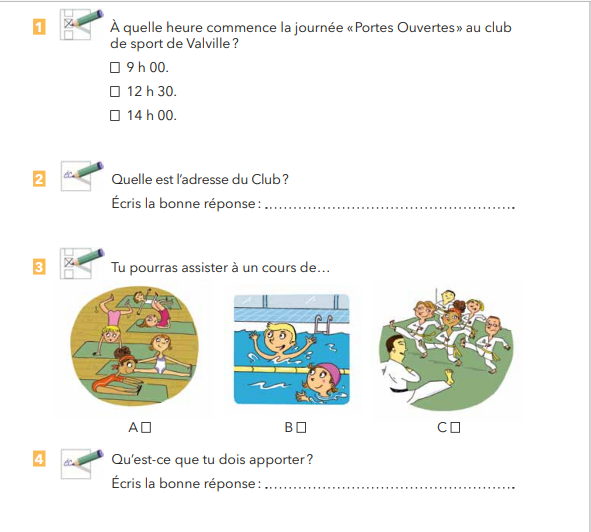 1
À quelle heure commence la journée «Portes Ouvertes» au club
de sport de Valville ?
9 h 00.
12 h 30.
14 h 00.
2
Quelle est l'adresse du Club ?
Écris la bonne réponse : ................................................
3
Tu pourras assister à un cours de…
A B C
4
Qu'est-ce que tu dois apporter ?
Écris la bonne réponse : ................................................